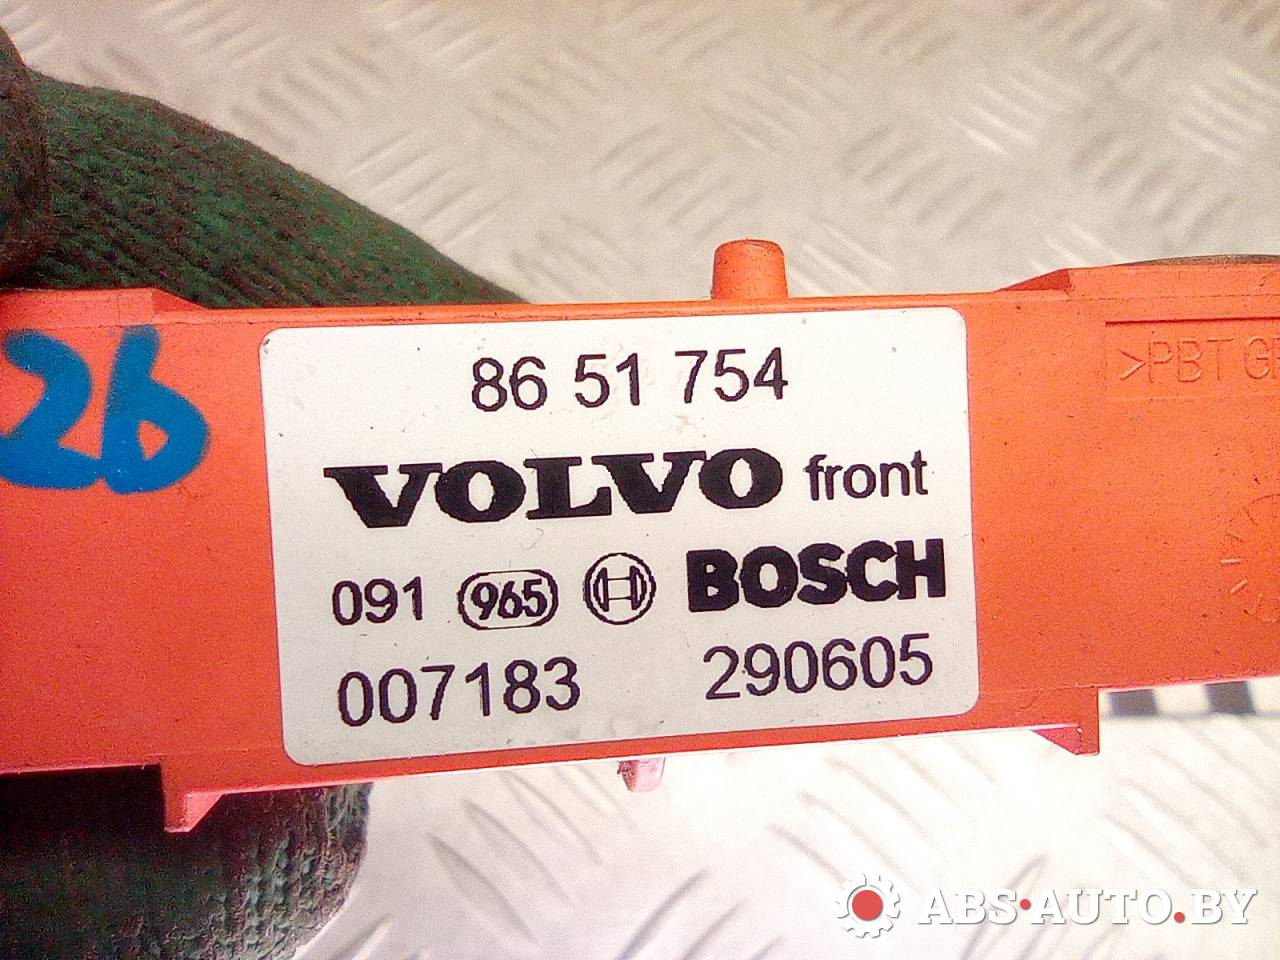 26
86 51 754
>PBT
VOLVO front
091 965 BOSCH
007183 290605
ABS·AUTO.BY